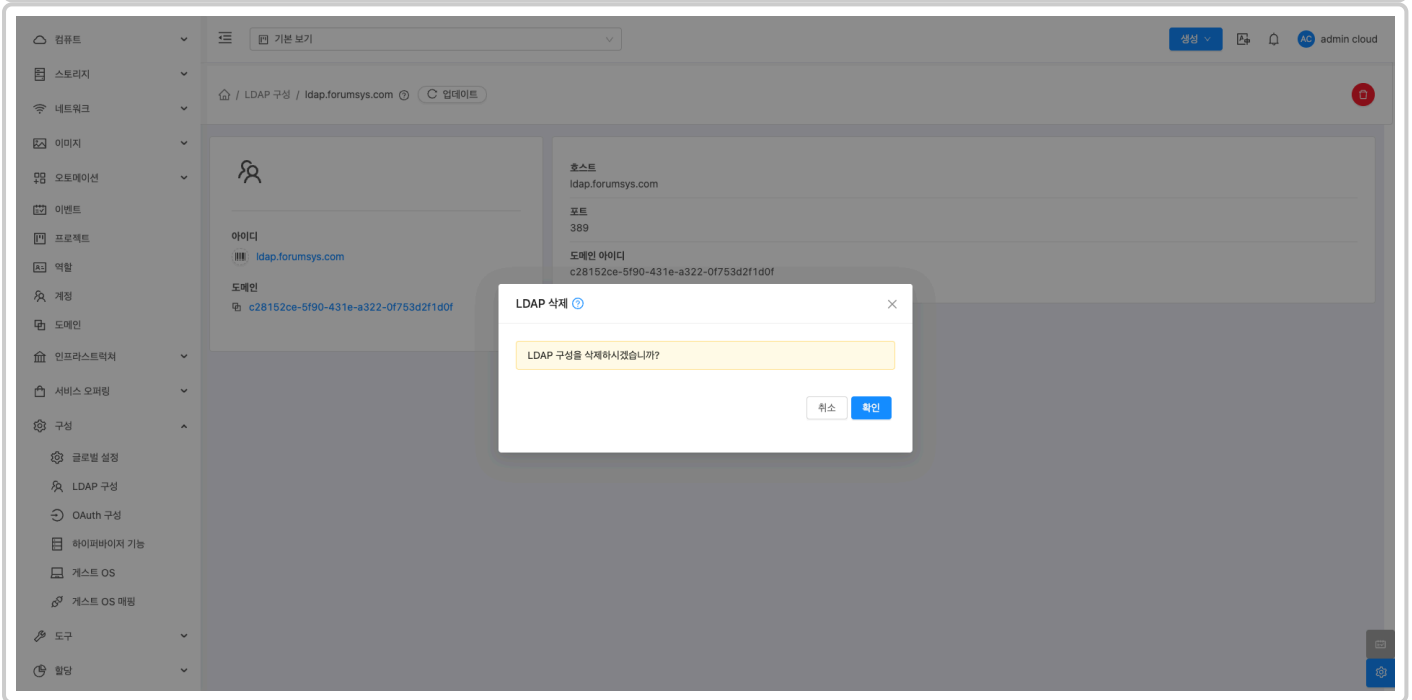 컴퓨트
스토리지
네트워크
이미지
오토메이션
이벤트
프로젝트
역할
계정
도메인
인프라스트럭쳐
서비스 오퍼링
구성
글로벌 설정
LDAP 구성
OAuth 구성
하이퍼바이저 기능
게스트 OS
게스트 OS 매핑
도구
할당
기본 보기
생성
AC admin cloud
/ LDAP 구성 / ldap.forumsys.com 업데이트
아이디
ldap.forumsys.com
도메인
c28152ce-5f90-431e-a322-0f753d2f1d0f
호스트
ldap.forumsys.com
포트
389
도메인 아이디
c28152ce-5f90-431e-a322-0f753d2f1d0f
LDAP 삭제
LDAP 구성을 삭제하시겠습니까?
취소 확인